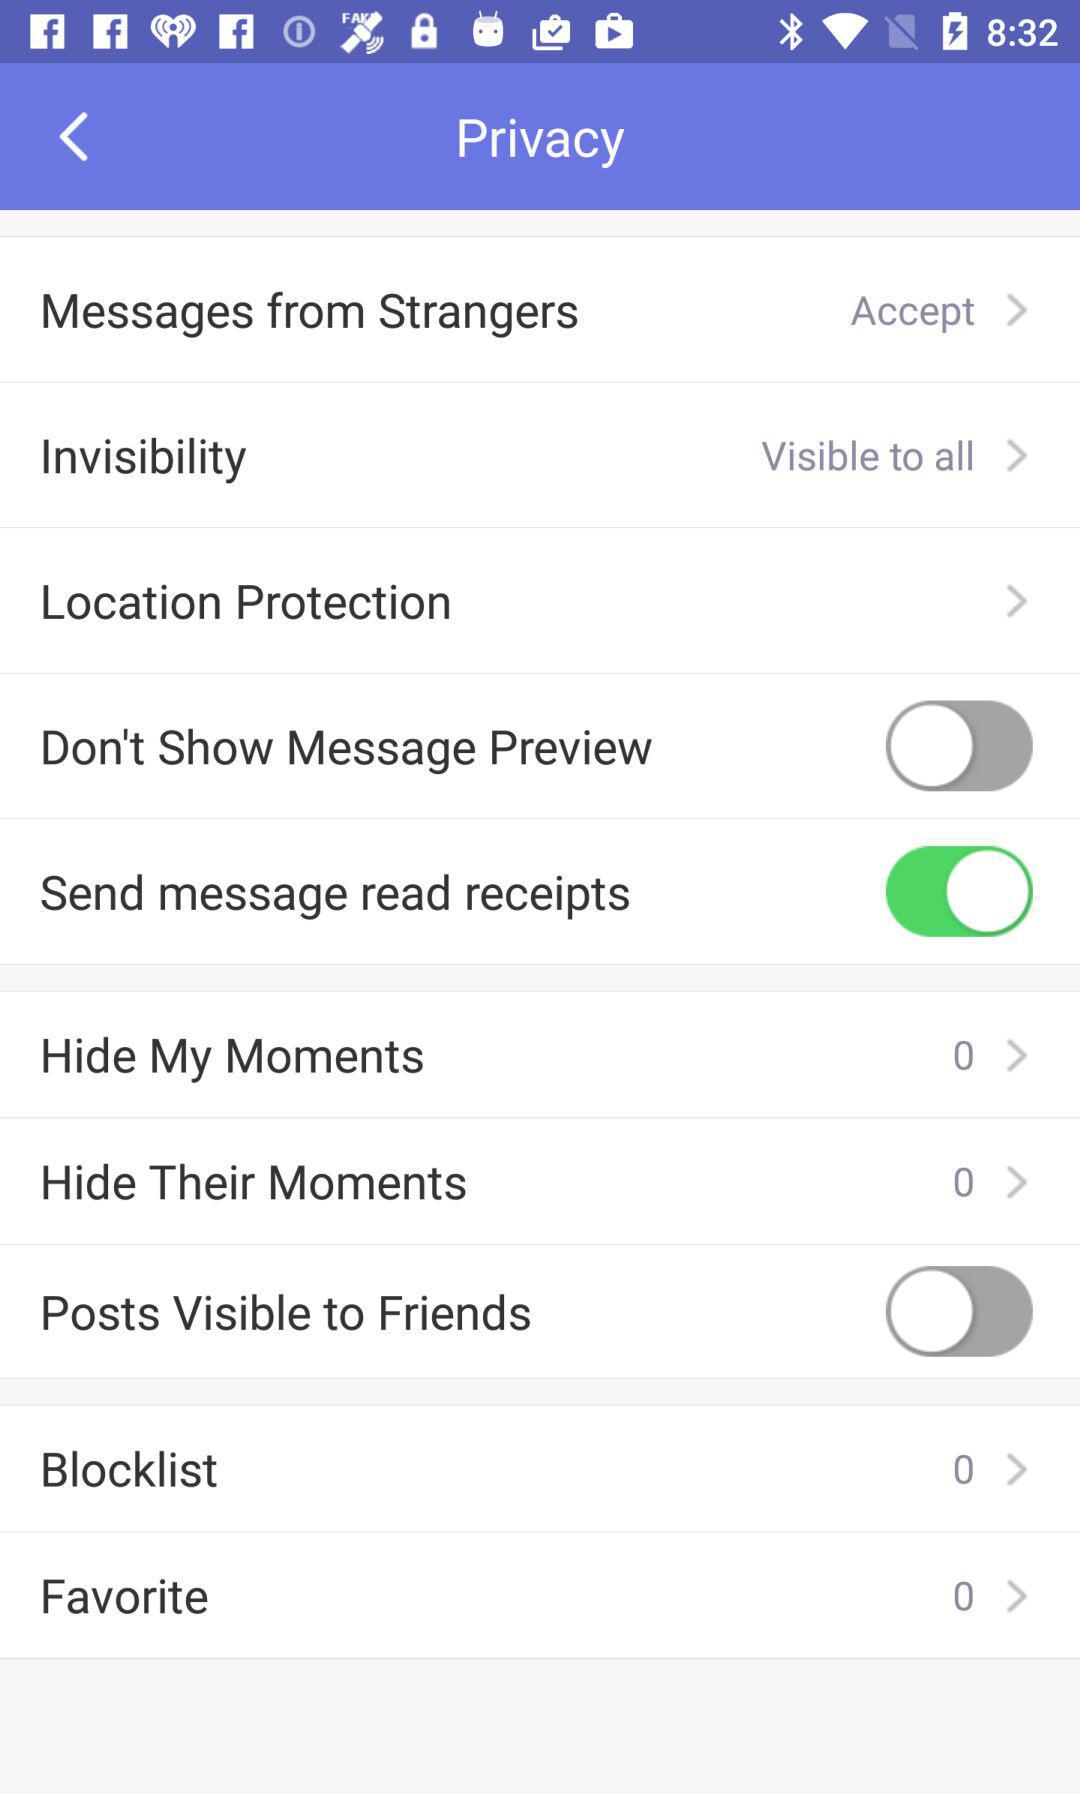 FAKE
8:32
Privacy
Messages from Strangers Accept
Invisibility Visible to all
Location Protection
Don't Show Message Preview
Send message read receipts
Hide My Moments 0
Hide Their Moments 0
Posts Visible to Friends
Blocklist 0
Favorite 0